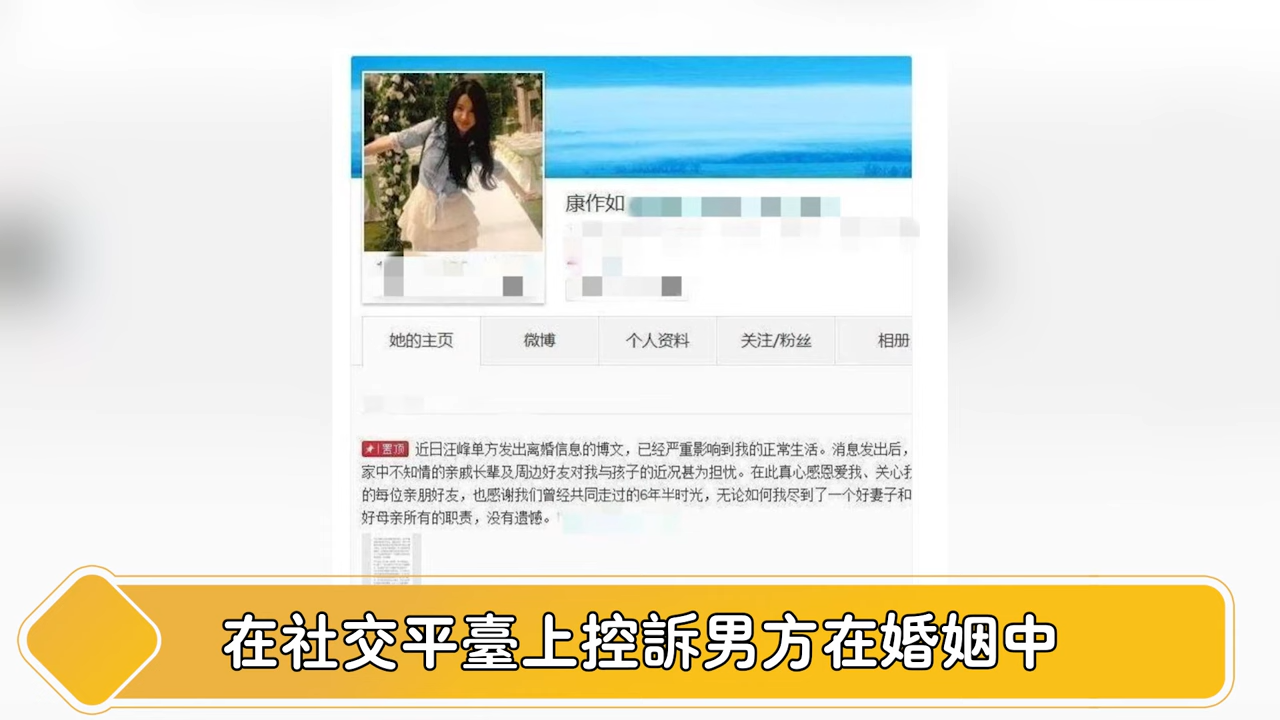 康作如
她的主页
微博
个人资料
关注/粉丝
相册
置顶 近日汪峰单方发出离婚信息的博文，已经严重影响到我的正常生活。消息发出后，
家中不知情的亲戚长辈及周边好友对我与孩子的近况甚为担忧。在此真心感恩爱我、关心我
的每位亲朋好友，也感谢我们曾经共同走过的6年半时光，无论如何我尽到了一个好妻子和
好母亲所有的职责，没有遗憾。
在社交平臺上控訴男方在婚姻中